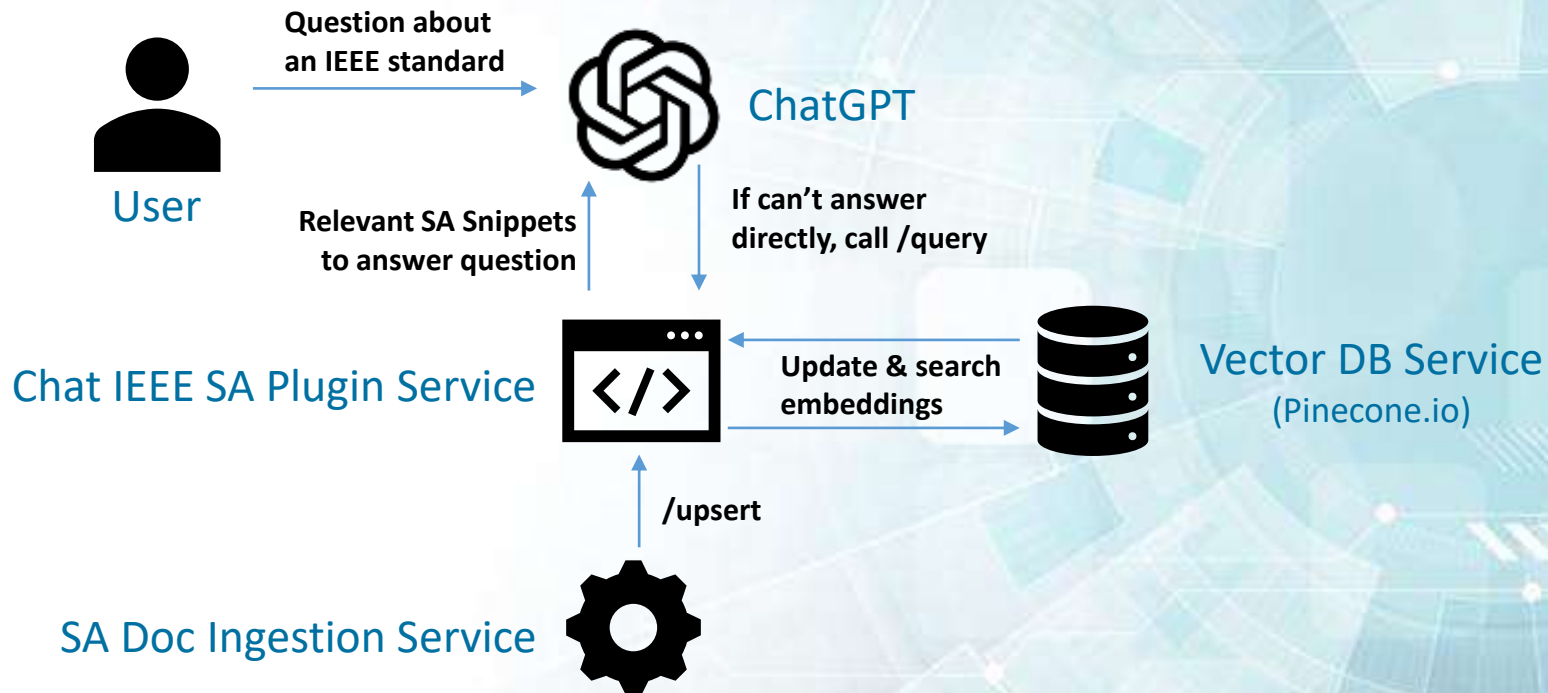 Question about
an IEEE standard
ChatGPT
User
Relevant SA Snippets
to answer question
If can’t answer
directly, call /query
Chat IEEE SA Plugin Service
</>
Update & search
embeddings
Vector DB Service
(Pinecone.io)
/upsert
SA Doc Ingestion Service